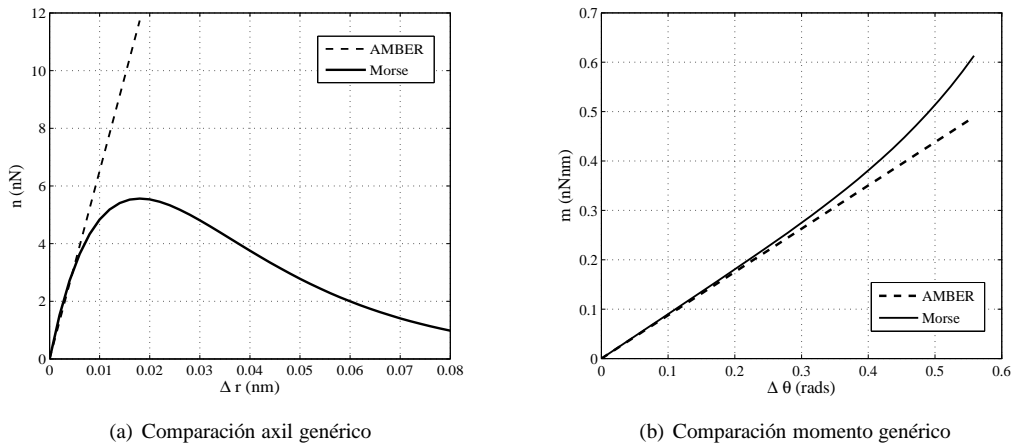 12
10
8
6
4
2
0
n (nN)
AMBER
Morse
0 0.01 0.02 0.03 0.04 0.05 0.06 0.07 0.08
Δ r (nm)
(a) Comparación axil genérico
0.7
0.6
0.5
0.4
0.3
0.2
0.1
0
m (nNnm)
AMBER
Morse
0 0.1 0.2 0.3 0.4 0.5 0.6
Δ θ (rads)
(b) Comparación momento genérico